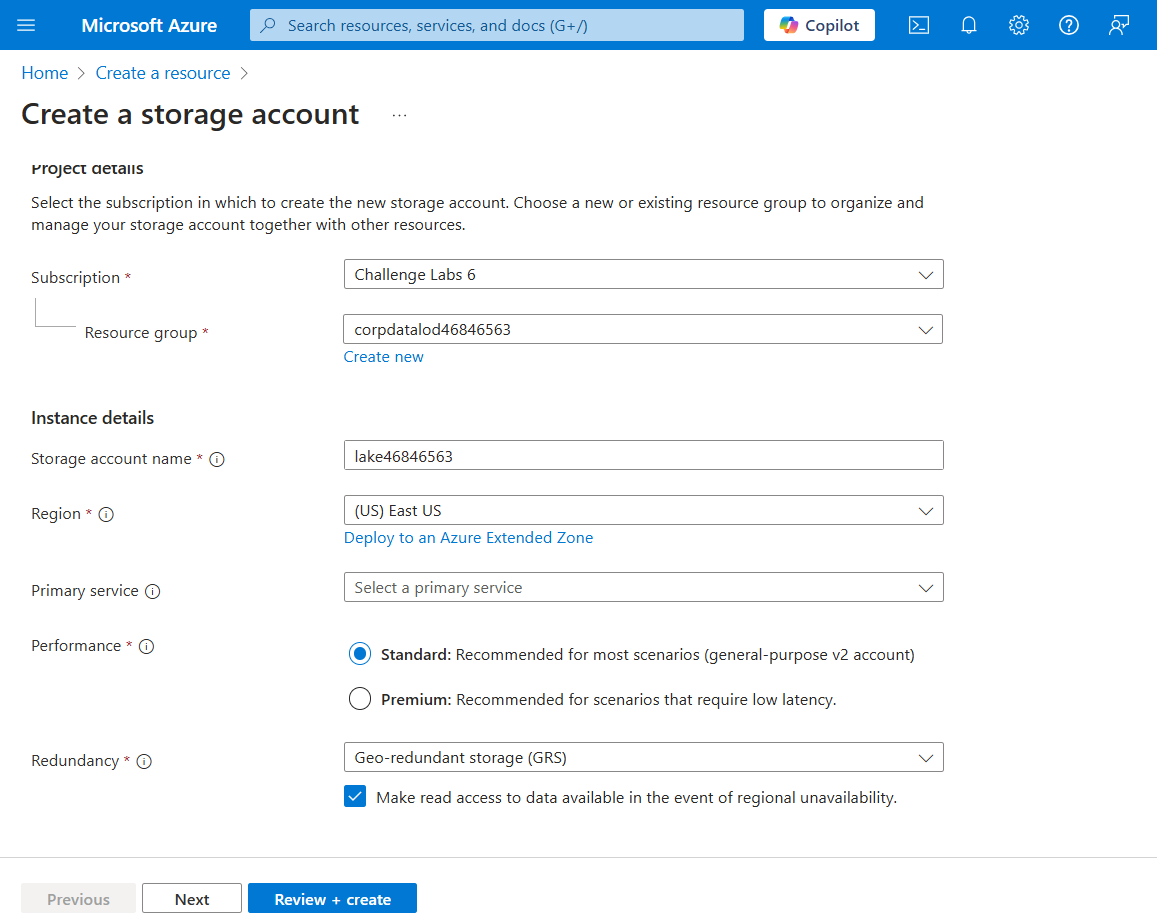 Microsoft Azure
Search resources, services, and docs (G+/)
Copilot
Home > Create a resource >
Create a storage account ...
Project details
Select the subscription in which to create the new storage account. Choose a new or existing resource group to organize and
manage your storage account together with other resources.
Subscription *
Challenge Labs 6
Resource group *
corpdatalod46846563
Create new
Instance details
Storage account name *
lake46846563
Region *
(US) East US
Deploy to an Azure Extended Zone
Primary service
Select a primary service
Performance *
Standard: Recommended for most scenarios (general-purpose v2 account)
Premium: Recommended for scenarios that require low latency.
Redundancy *
Geo-redundant storage (GRS)
Make read access to data available in the event of regional unavailability.
Previous
Next
Review + create